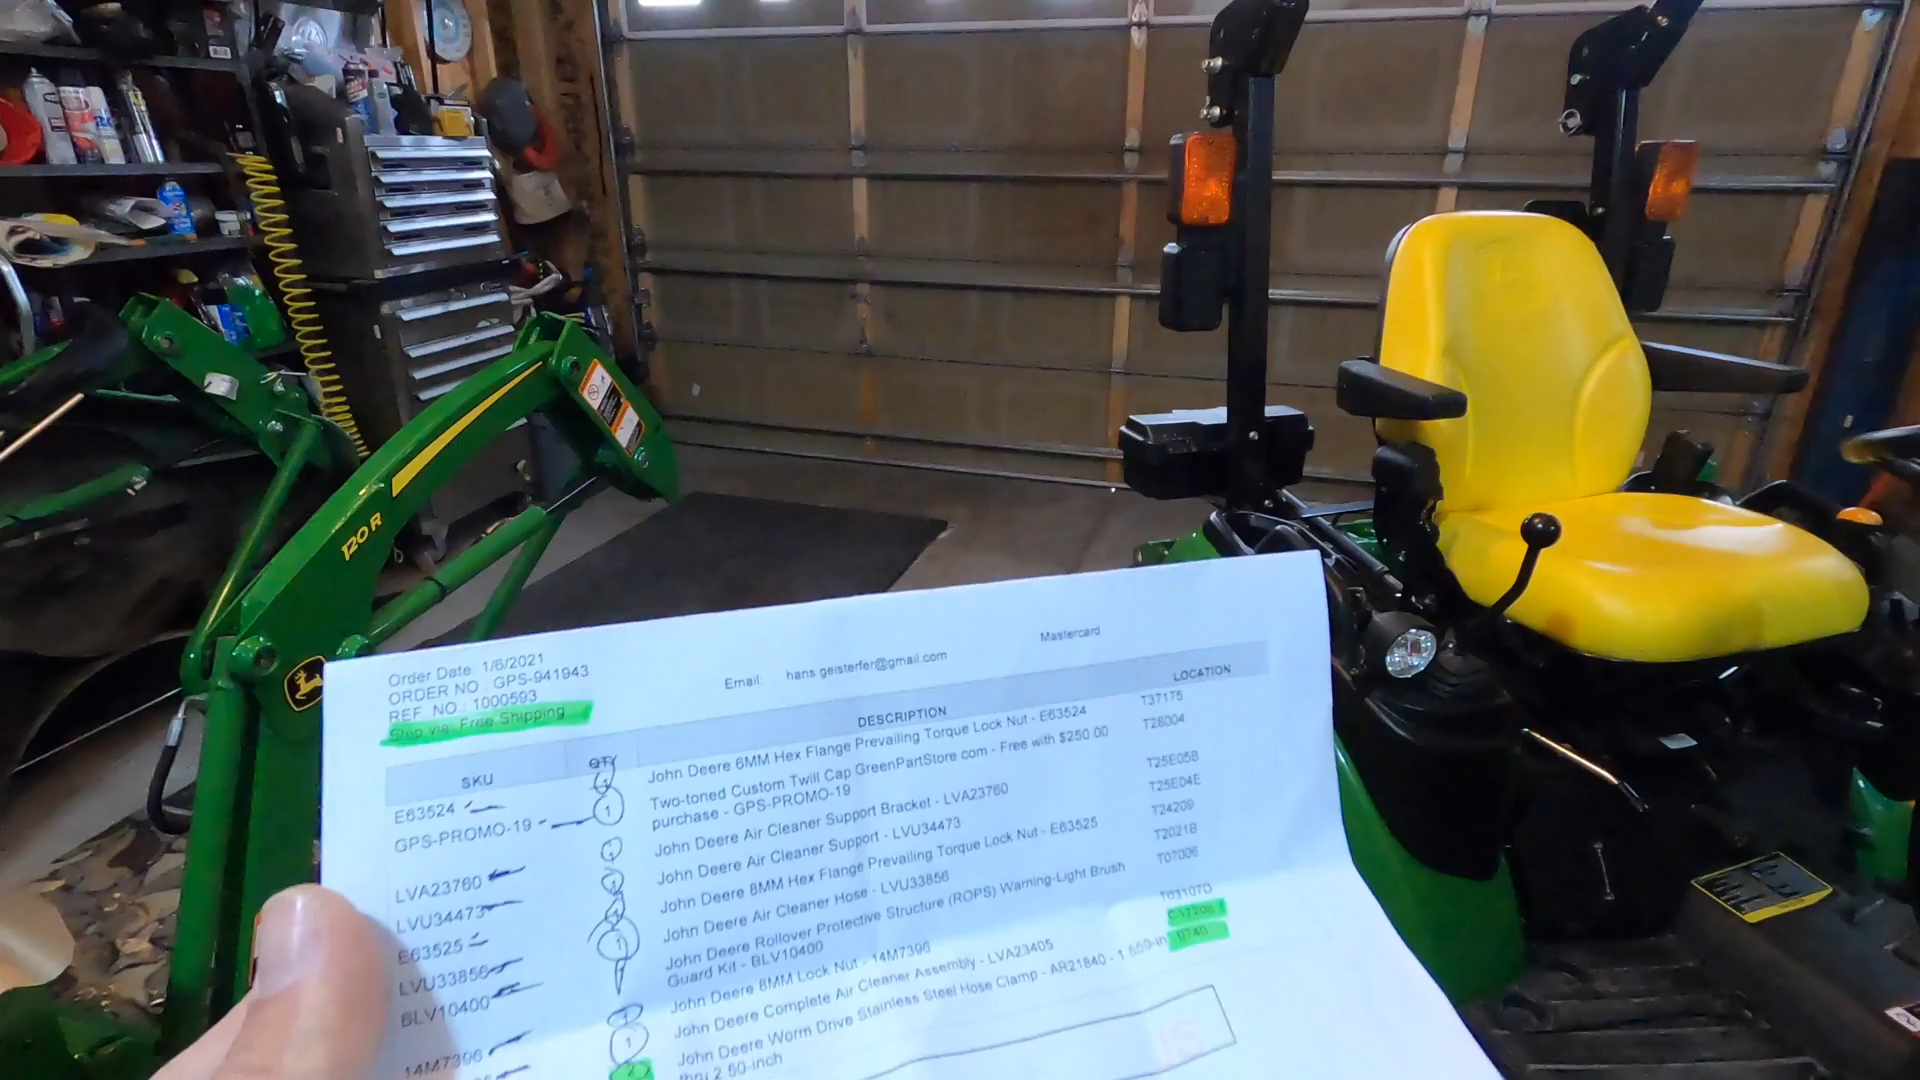 120R
Order Date. 1/6/2021
ORDER NO.: GPS-941943
REF. NO.: 1000593
Ship via: Free Shipping
Email: hans.geisterfer@gmail.com
Mastercard
SKU QTY DESCRIPTION LOCATION
E63524 1 John Deere 6MM Hex Flange Prevailing Torque Lock Nut - E63524 T37175
GPS-PROMO-19 1 Two-toned Custom Twill Cap GreenPartStore com - Free with $250.00 T28004
purchase - GPS-PROMO-19
LVA23760 1 John Deere Air Cleaner Support Bracket - LVA23760 T25E05B
LVU34473 1 John Deere Air Cleaner Support - LVU34473 T25E04E
E63525 John Deere 8MM Hex Flange Prevailing Torque Lock Nut - E63525 T24209
LVU33856 1 John Deere Air Cleaner Hose - LVU33856 T2021B
BLV10400 John Deere Rollover Protective Structure (ROPS) Warning-Light Brush T07006
Guard Kit - BLV10400
14M7396 John Deere 8MM Lock Nut - 14M7396 T03107D
1 John Deere Complete Air Cleaner Assembly - LVA23405
2 John Deere Worm Drive Stainless Steel Hose Clamp - AR21840 - 1.559-in
thru 2.50-inch